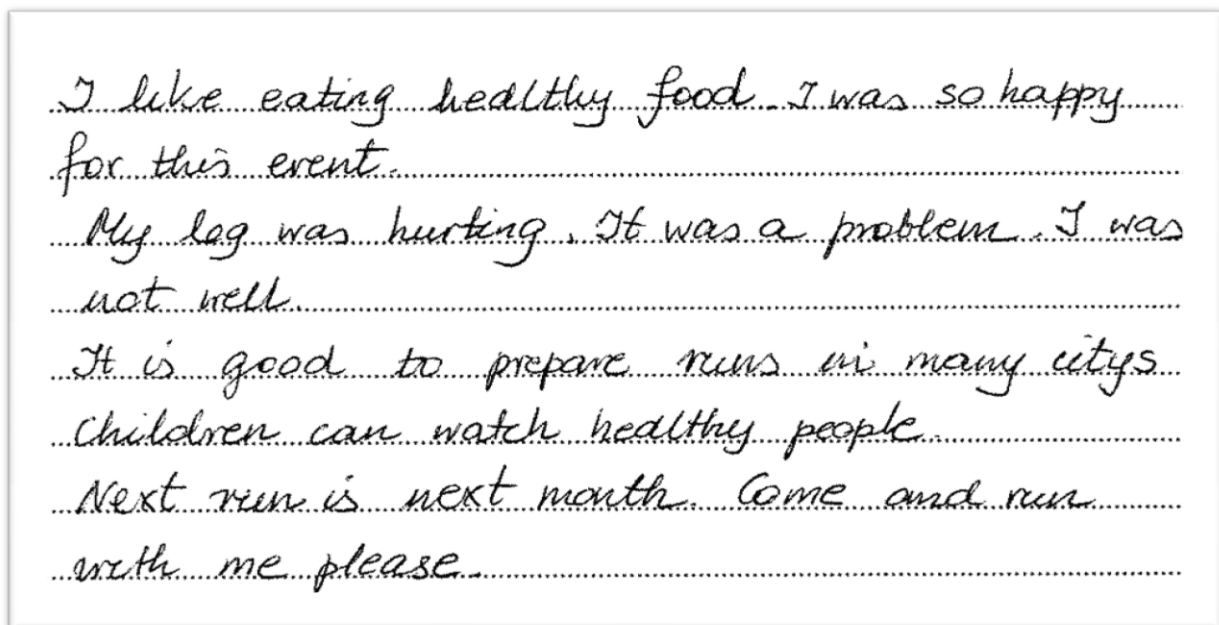 I like eating healthy food. I was so happy
for this event.
My leg was hurting. It was a problem. I was
not well.
It is good to prepare runs in many citys
Children can watch healthy people.
Next run is next month. Come and run
with me please.